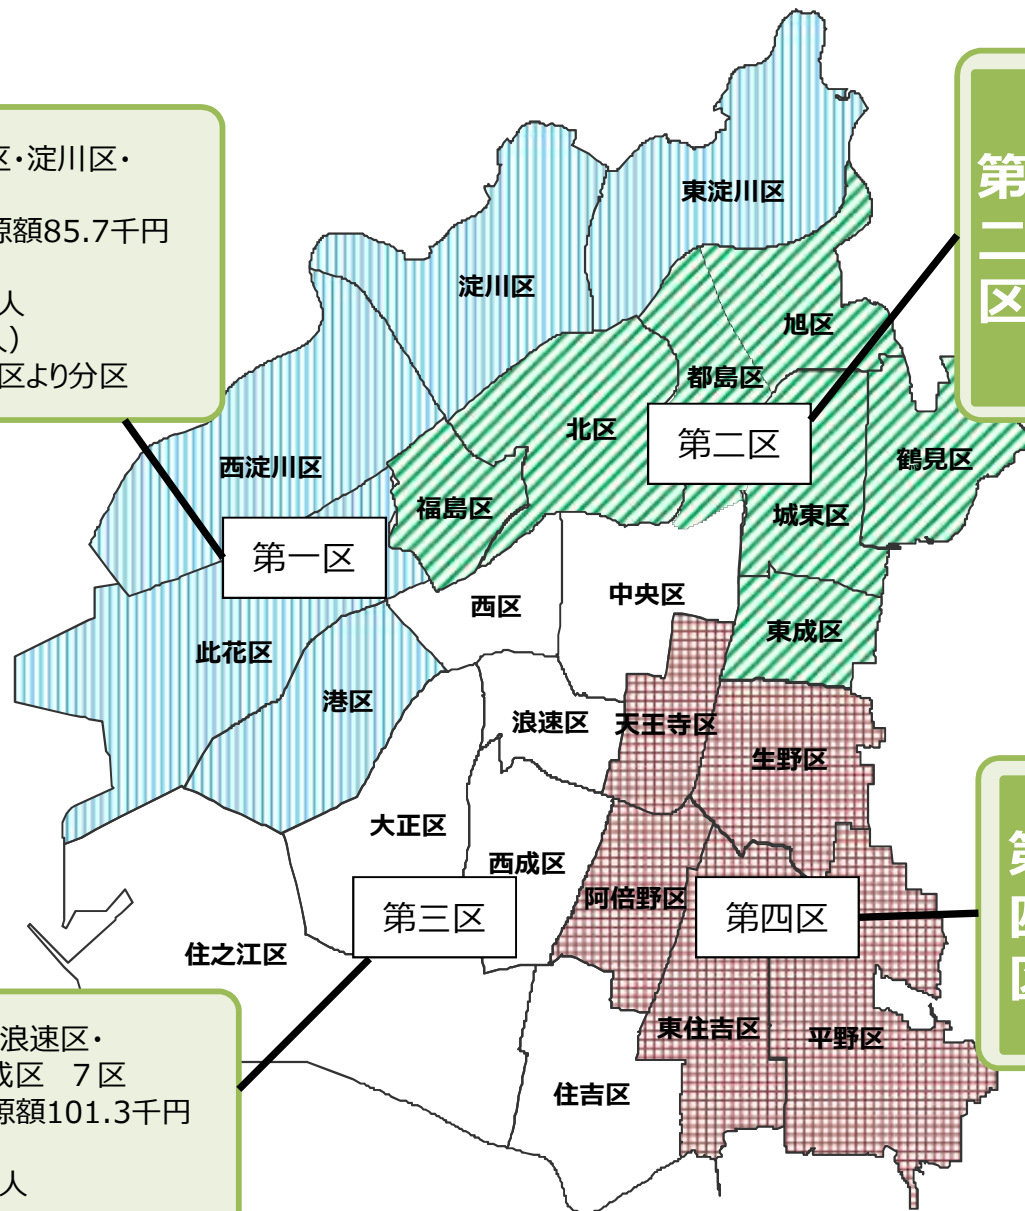 区・淀川区・
源額85.7千円
人
人）
区より分区
第二区
東淀川区
淀川区
旭区
都島区
北区
第二区
鶴見区
西淀川区
福島区
城東区
第一区
中央区
西区
東成区
此花区
港区
浪速区
天王寺区
生野区
大正区
西成区
阿倍野区
第三区
第四区
第四区
住之江区
東住吉区
平野区
住吉区
浪速区・
成区　７区
源額101.3千円
人